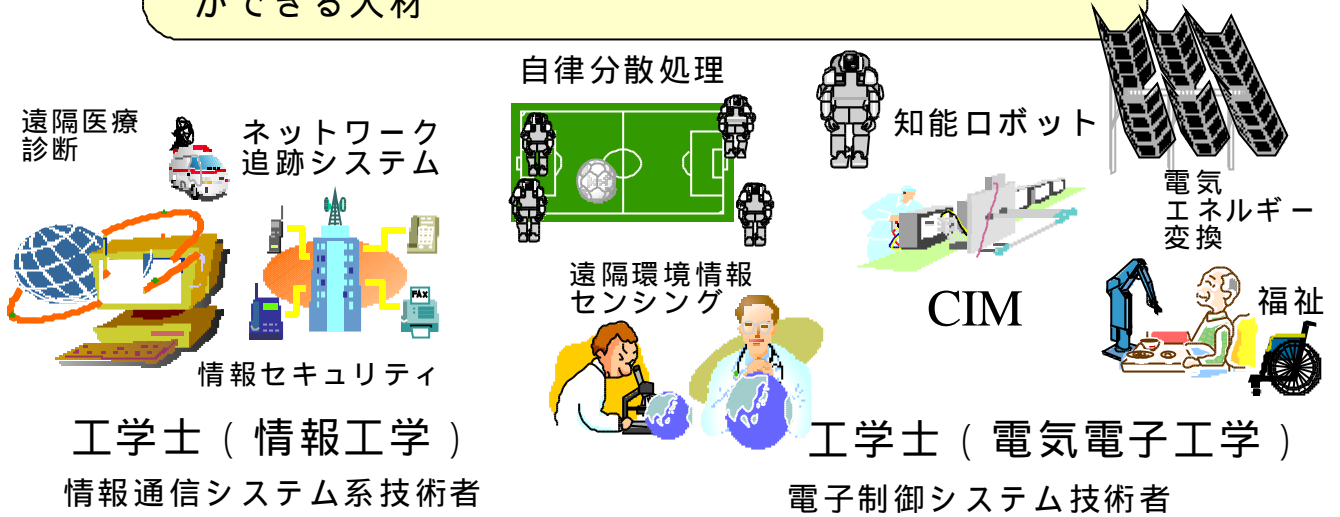 ができる人材
自律分散処理
遠隔医療
診断
ネットワーク
追跡システム
知能ロボット
電気
エネルギー
変換
遠隔環境情報
センシング
CIM
福祉
FAX
情報セキュリティ
工学士(情報工学)
工学士(電気電子工学)
情報通信システム系技術者
電子制御システム技術者